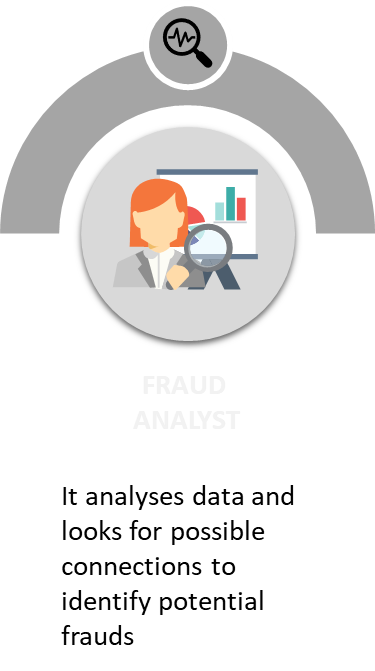 FRAUD
ANALYST
It analyses data and
looks for possible
connections to
identify potential
frauds